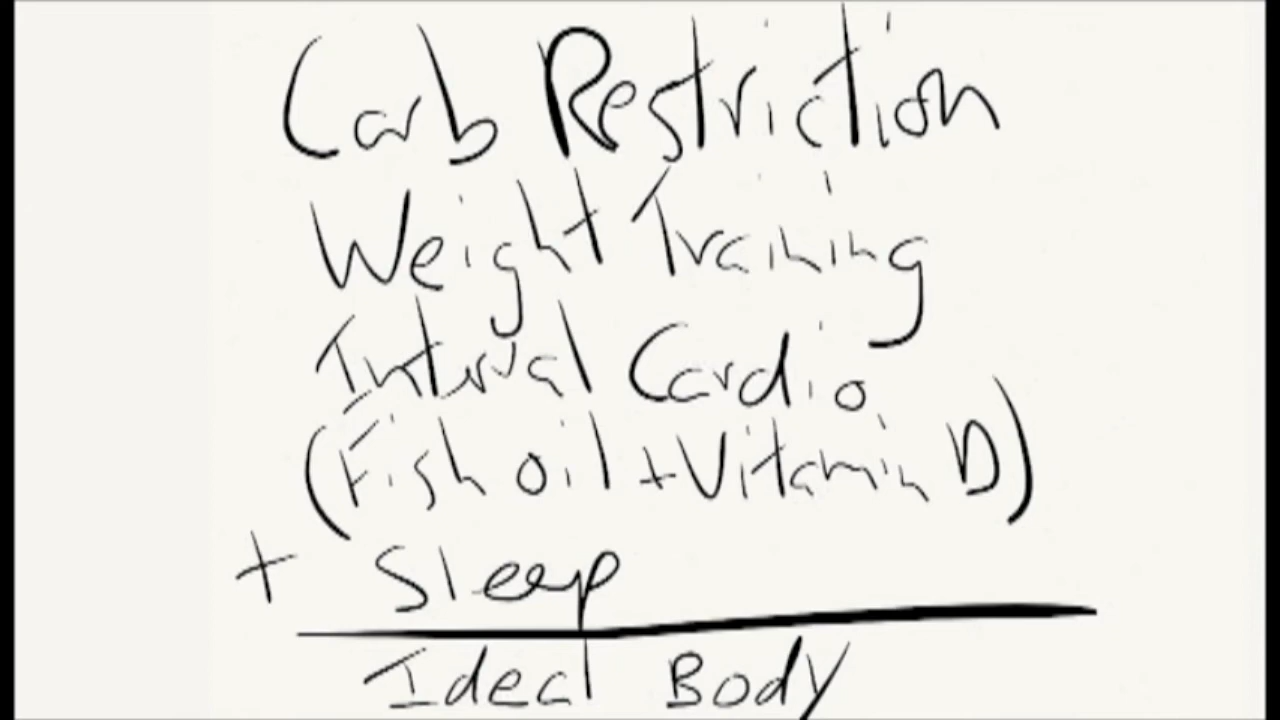 Carb Restriction
Weight Training
Interval Cardio
(Fish oil + Vitamin D)
+ Sleep
Ideal Body